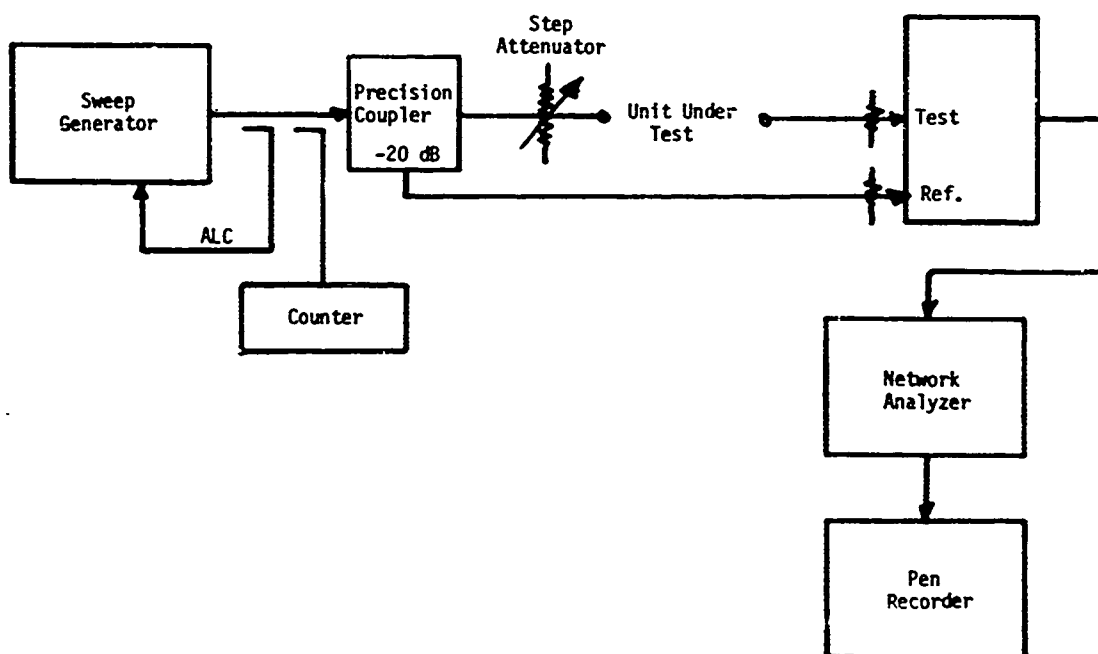 Step
Attenuator
Sweep
Generator
Precision
Coupler
-20 dB
Unit Under
Test
Test
Ref.
ALC
Counter
Network
Analyzer
Pen
Recorder